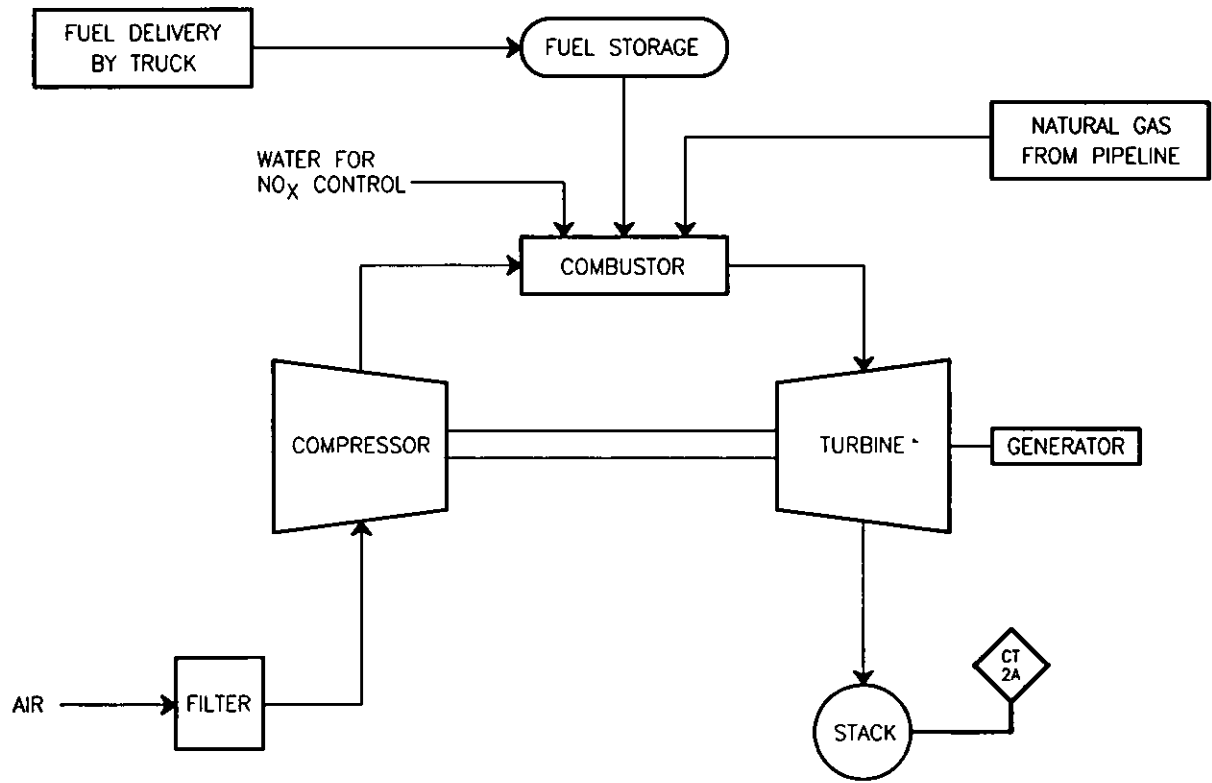 FUEL DELIVERY
BY TRUCK
FUEL STORAGE
NATURAL GAS
FROM PIPELINE
WATER FOR
NOX CONTROL
COMBUSTOR
COMPRESSOR
TURBINE
GENERATOR
CT
2A
AIR
FILTER
STACK